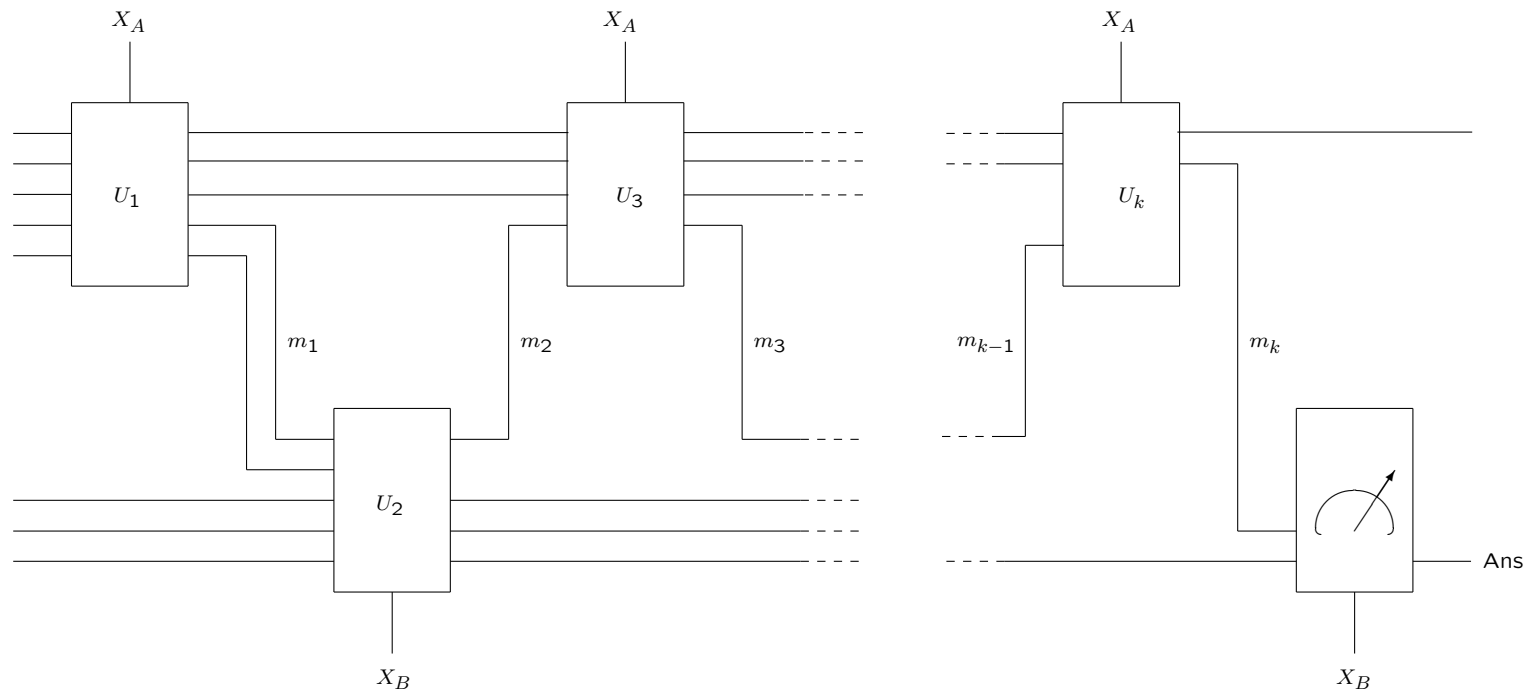 X_A X_A X_A
U_1 U_3 U_k
m_1 m_2 m_3 m_{k-1} m_k
U_2
Ans
X_B X_B